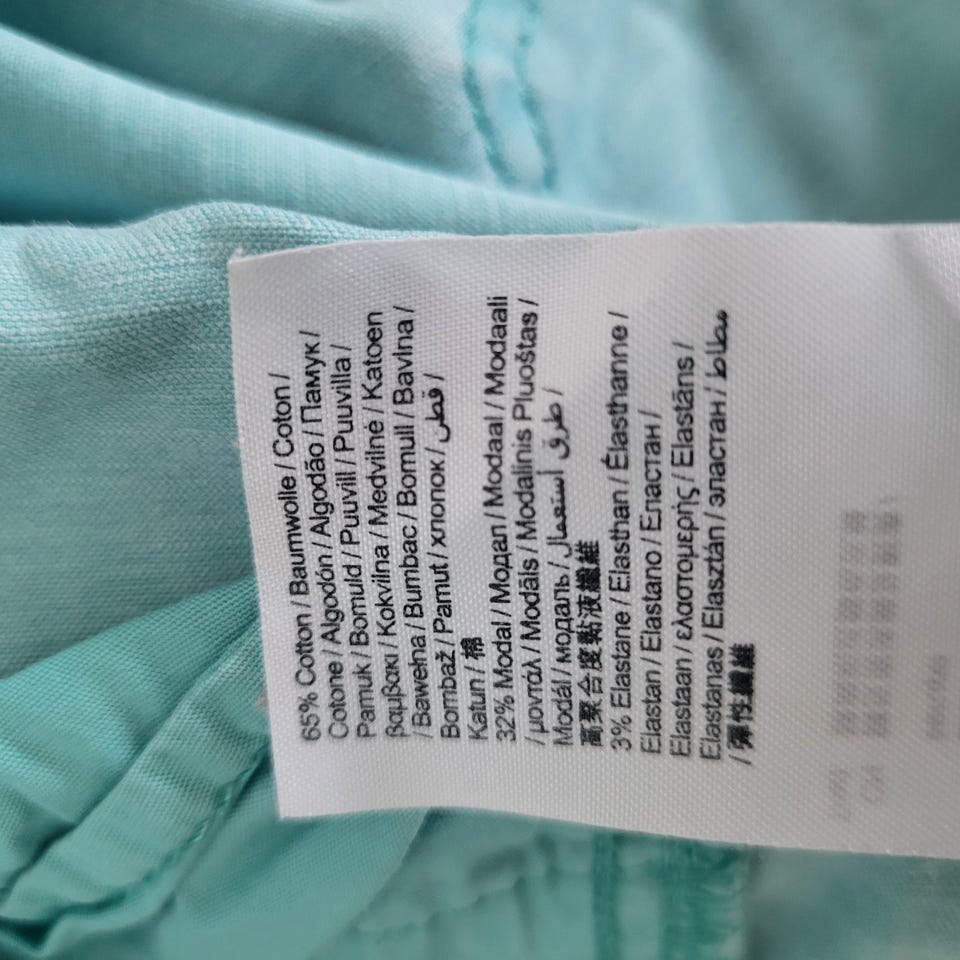 65% Cotton / Baumwolle / Coton /
Cotone / Algodón / Algodão / Памук /
Pamuk / Bomuld / Puuvill / Puuvilla /
βαμβακι / Kokvilna / Medvilnė / Katoen
/ Bawełna / Bumbac / Bomull / Bavlna /
Bombaž / Pamut / хлопок / قطن /
Katun / 棉
32% Modal / Модал / Modaal / Modaali
/ μοντάλ / Modāls / Modalinis Pluoštas /
Modál / модаль / طرق أستعمال /
高聚合度黏液纖維
3% Elastane / Elasthan / Élasthanne /
Elastan / Elastano / Еластан /
Elastaan / ελαστομερής / Elastāns /
Elastanas / Elasztán / эластан / مطاط
/ 彈性纖維